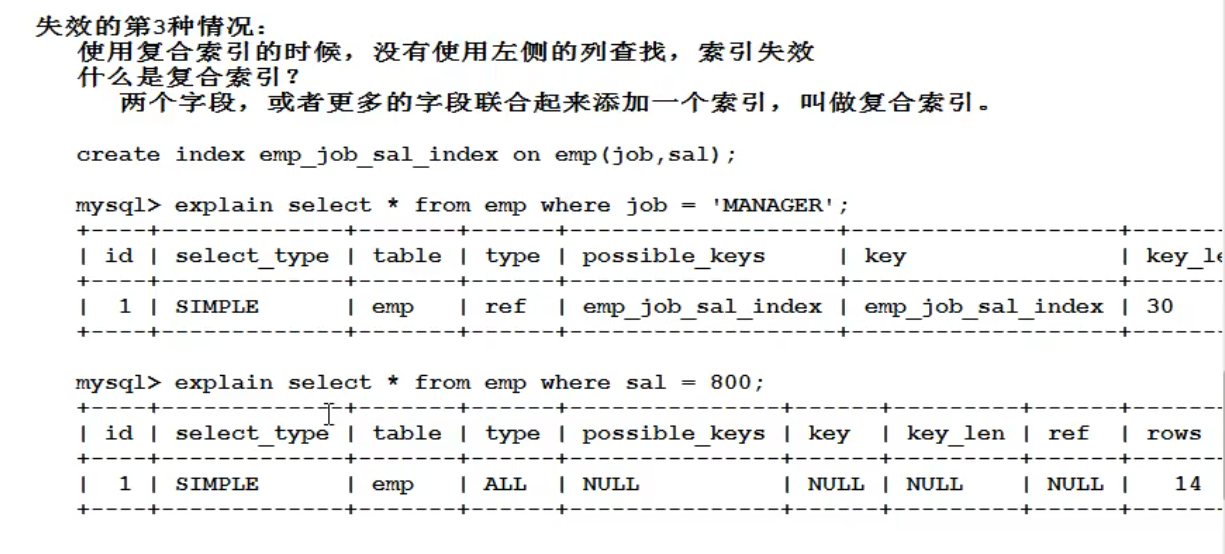 失效的第3种情况：
使用复合索引的时候，没有使用左侧的列查找，索引失效
什么是复合索引？
两个字段，或者更多的字段联合起来添加一个索引，叫做复合索引。
create index emp_job_sal_index on emp(job,sal);
mysql> explain select * from emp where job = 'MANAGER';
+----+-------------+-------+------+-------------------+-------------------+------
| id | select_type | table | type | possible_keys     | key               | key_le
+----+-------------+-------+------+-------------------+-------------------+------
|  1 | SIMPLE      | emp   | ref  | emp_job_sal_index | emp_job_sal_index | 30
+----+-------------+-------+------+-------------------+-------------------+------
mysql> explain select * from emp where sal = 800;
+----+-------------+-------+------+---------------+------+---------+------+------
| id | select_type | table | type | possible_keys | key  | key_len | ref  | rows
+----+-------------+-------+------+---------------+------+---------+------+------
|  1 | SIMPLE      | emp   | ALL  | NULL          | NULL | NULL    | NULL |   14
+----+-------------+-------+------+---------------+------+---------+------+------